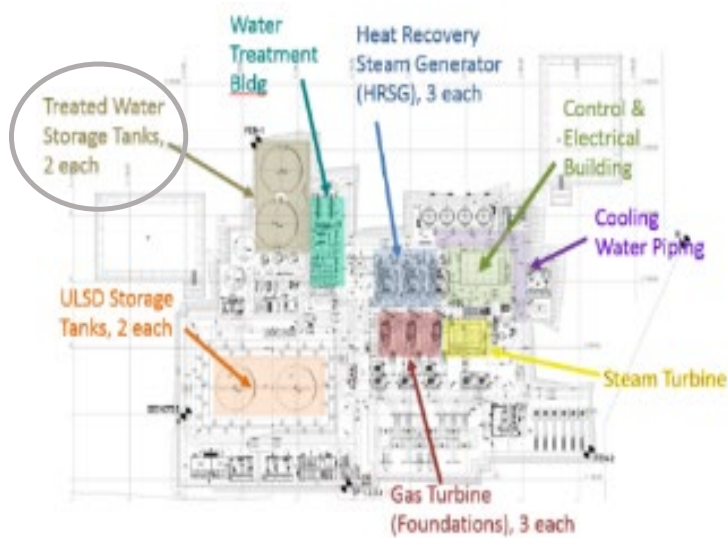 Water
Treatment
Bldg
Heat Recovery
Steam Generator
(HRSG), 3 each
Treated Water
Storage Tanks,
2 each
Control &
Electrical
Building
Cooling
Water Piping
ULSD Storage
Tanks, 2 each
Steam Turbine
Gas Turbine
(Foundations), 3 each